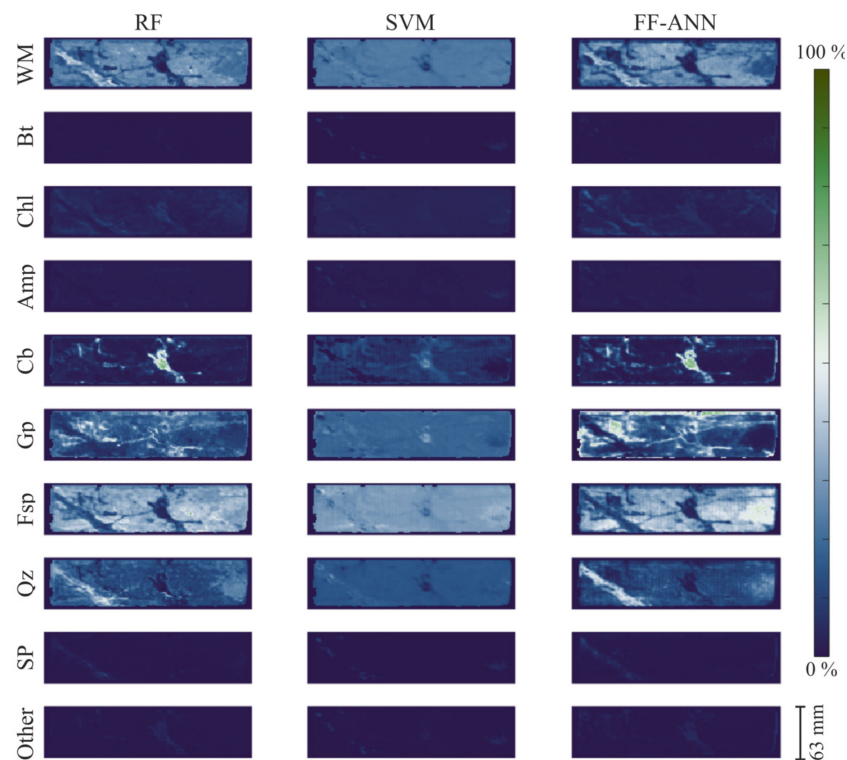 RF SVM FF-ANN
100 %
WM
Bt
Chl
Amp
Cb
Gp
Fsp
Qz
SP
0 %
Other
63 mm